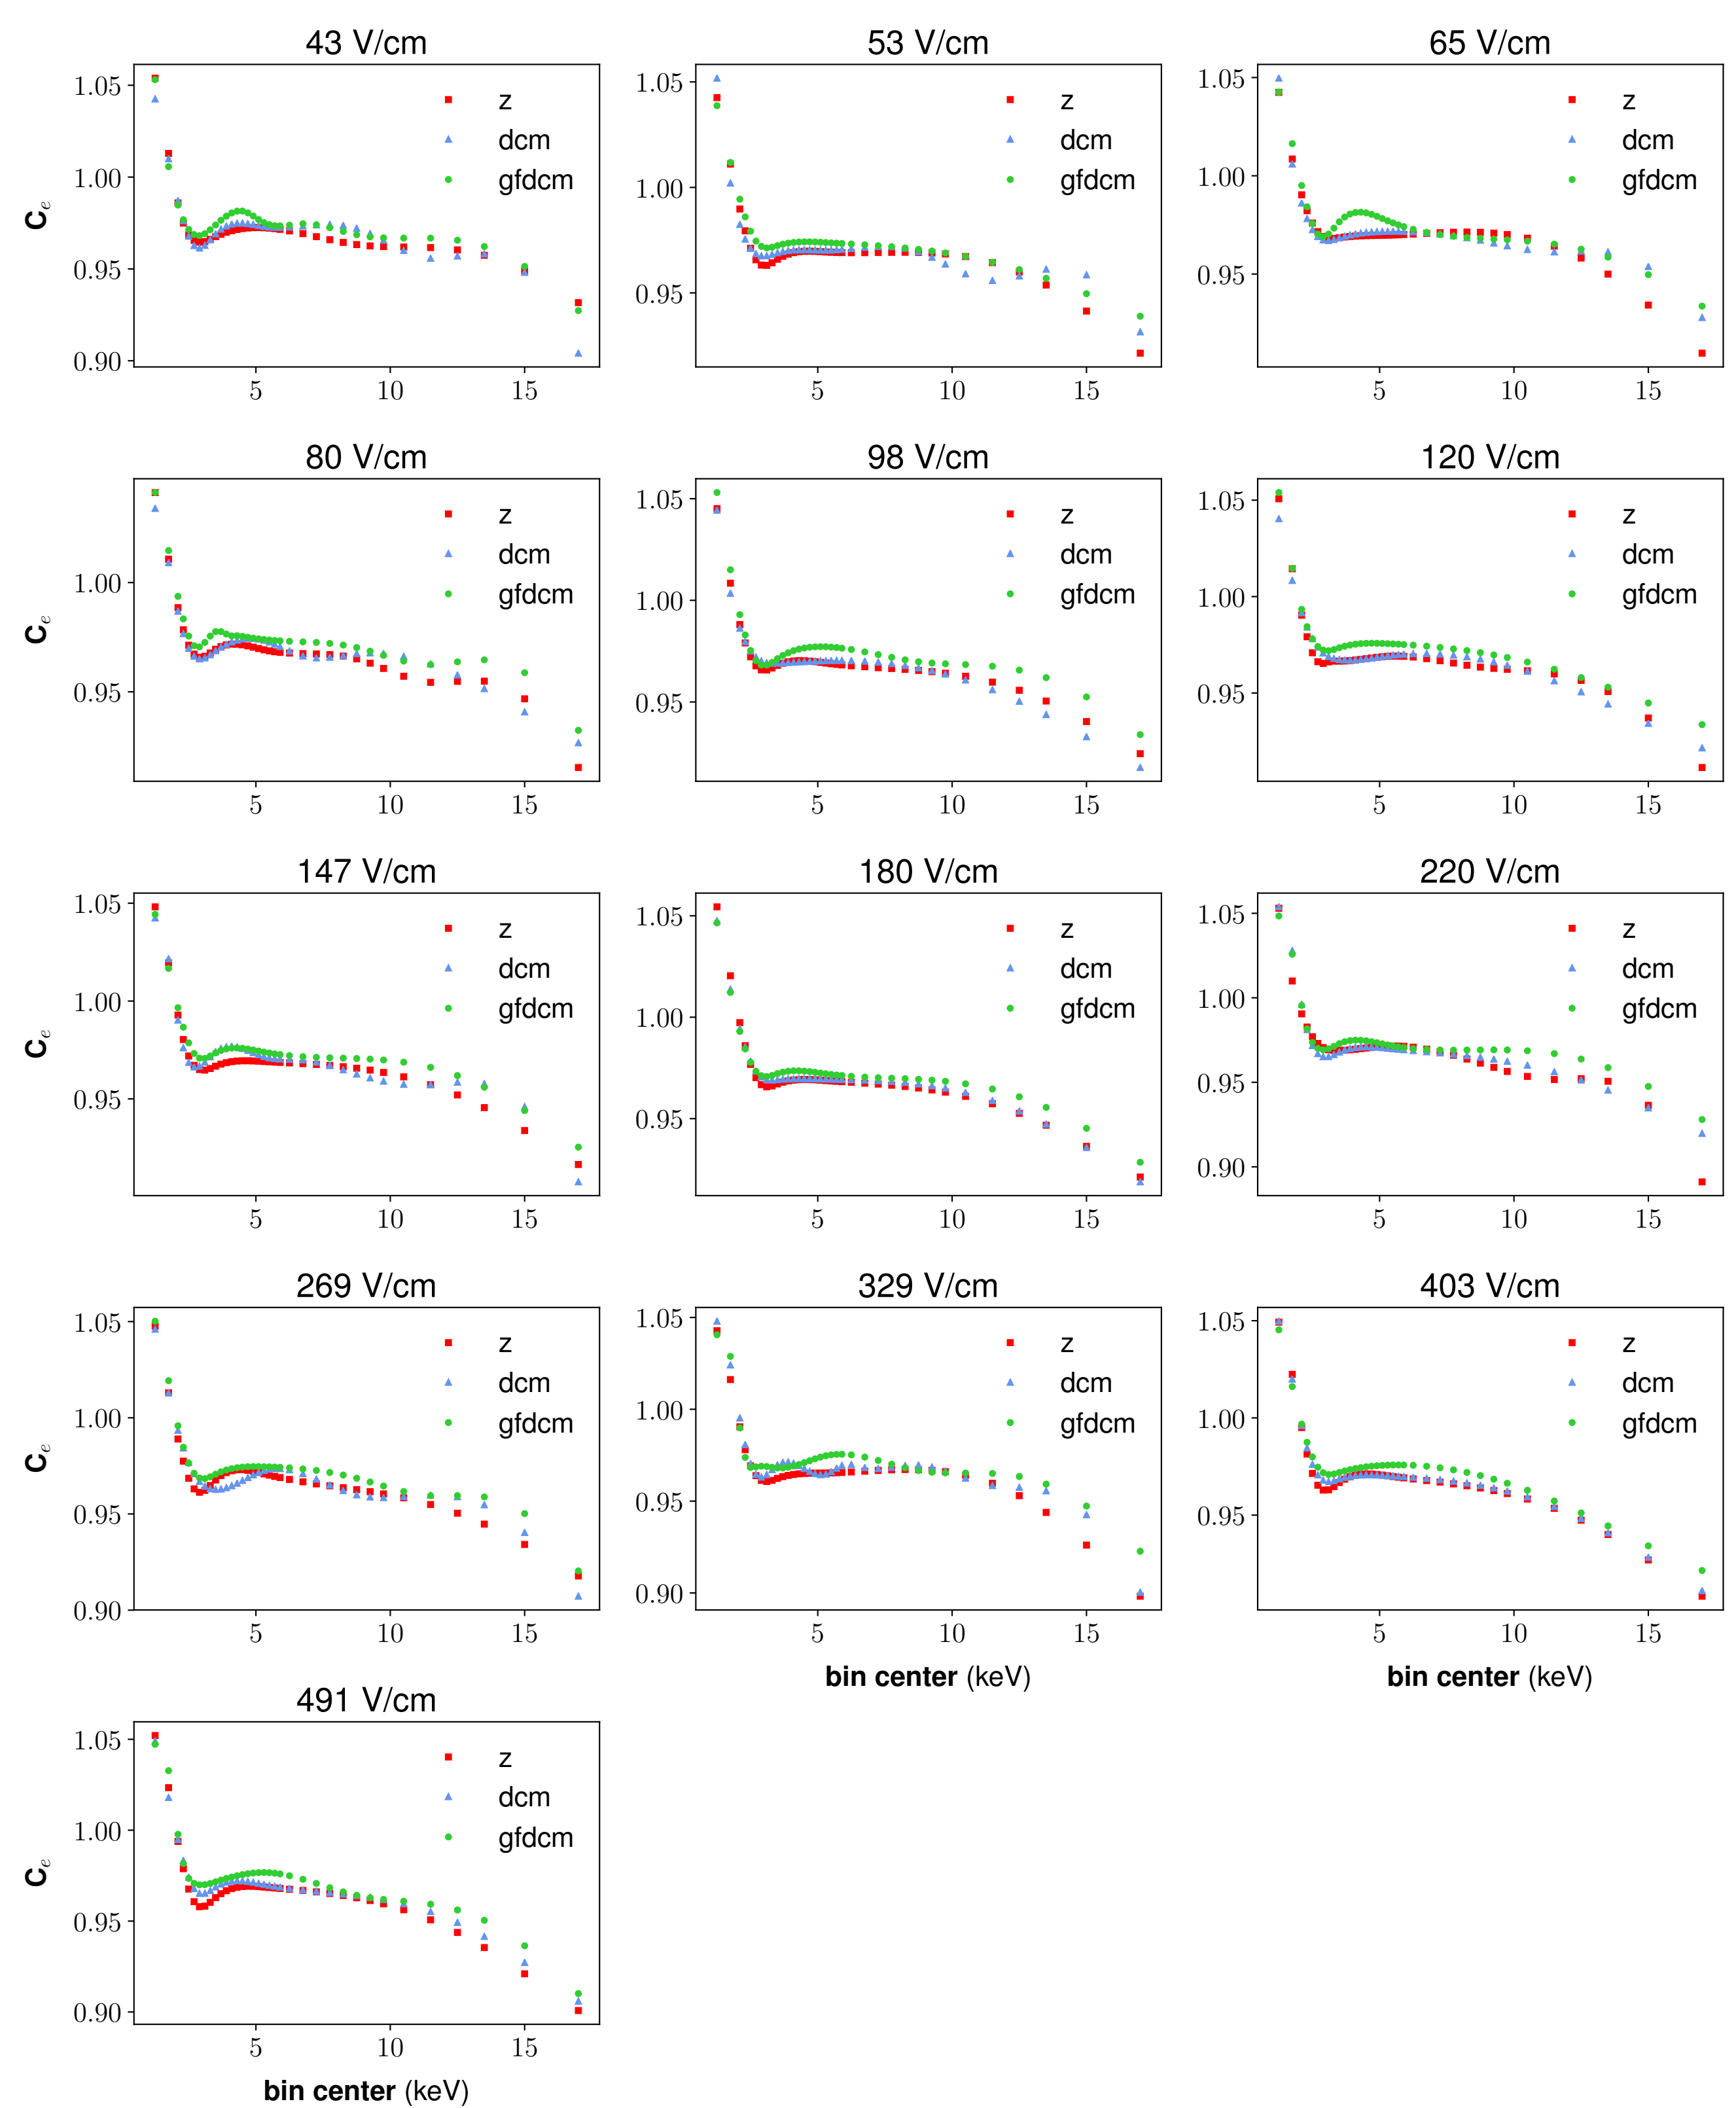 43 V/cm
53 V/cm
65 V/cm
C_e
1.05
1.00
0.95
0.90
z
dcm
gfdcm
5
10
15
1.05
1.00
0.95
z
dcm
gfdcm
5
10
15
1.05
1.00
0.95
z
dcm
gfdcm
5
10
15
80 V/cm
98 V/cm
120 V/cm
C_e
1.00
0.95
z
dcm
gfdcm
5
10
15
1.05
1.00
0.95
z
dcm
gfdcm
5
10
15
1.05
1.00
0.95
z
dcm
gfdcm
5
10
15
147 V/cm
180 V/cm
220 V/cm
C_e
1.05
1.00
0.95
z
dcm
gfdcm
5
10
15
1.05
1.00
0.95
z
dcm
gfdcm
5
10
15
1.05
1.00
0.95
0.90
z
dcm
gfdcm
5
10
15
269 V/cm
329 V/cm
403 V/cm
C_e
1.05
1.00
0.95
0.90
z
dcm
gfdcm
5
10
15
1.05
1.00
0.95
0.90
z
dcm
gfdcm
5
10
15
bin center (keV)
1.05
1.00
0.95
z
dcm
gfdcm
5
10
15
bin center (keV)
491 V/cm
C_e
1.05
1.00
0.95
0.90
z
dcm
gfdcm
5
10
15
bin center (keV)